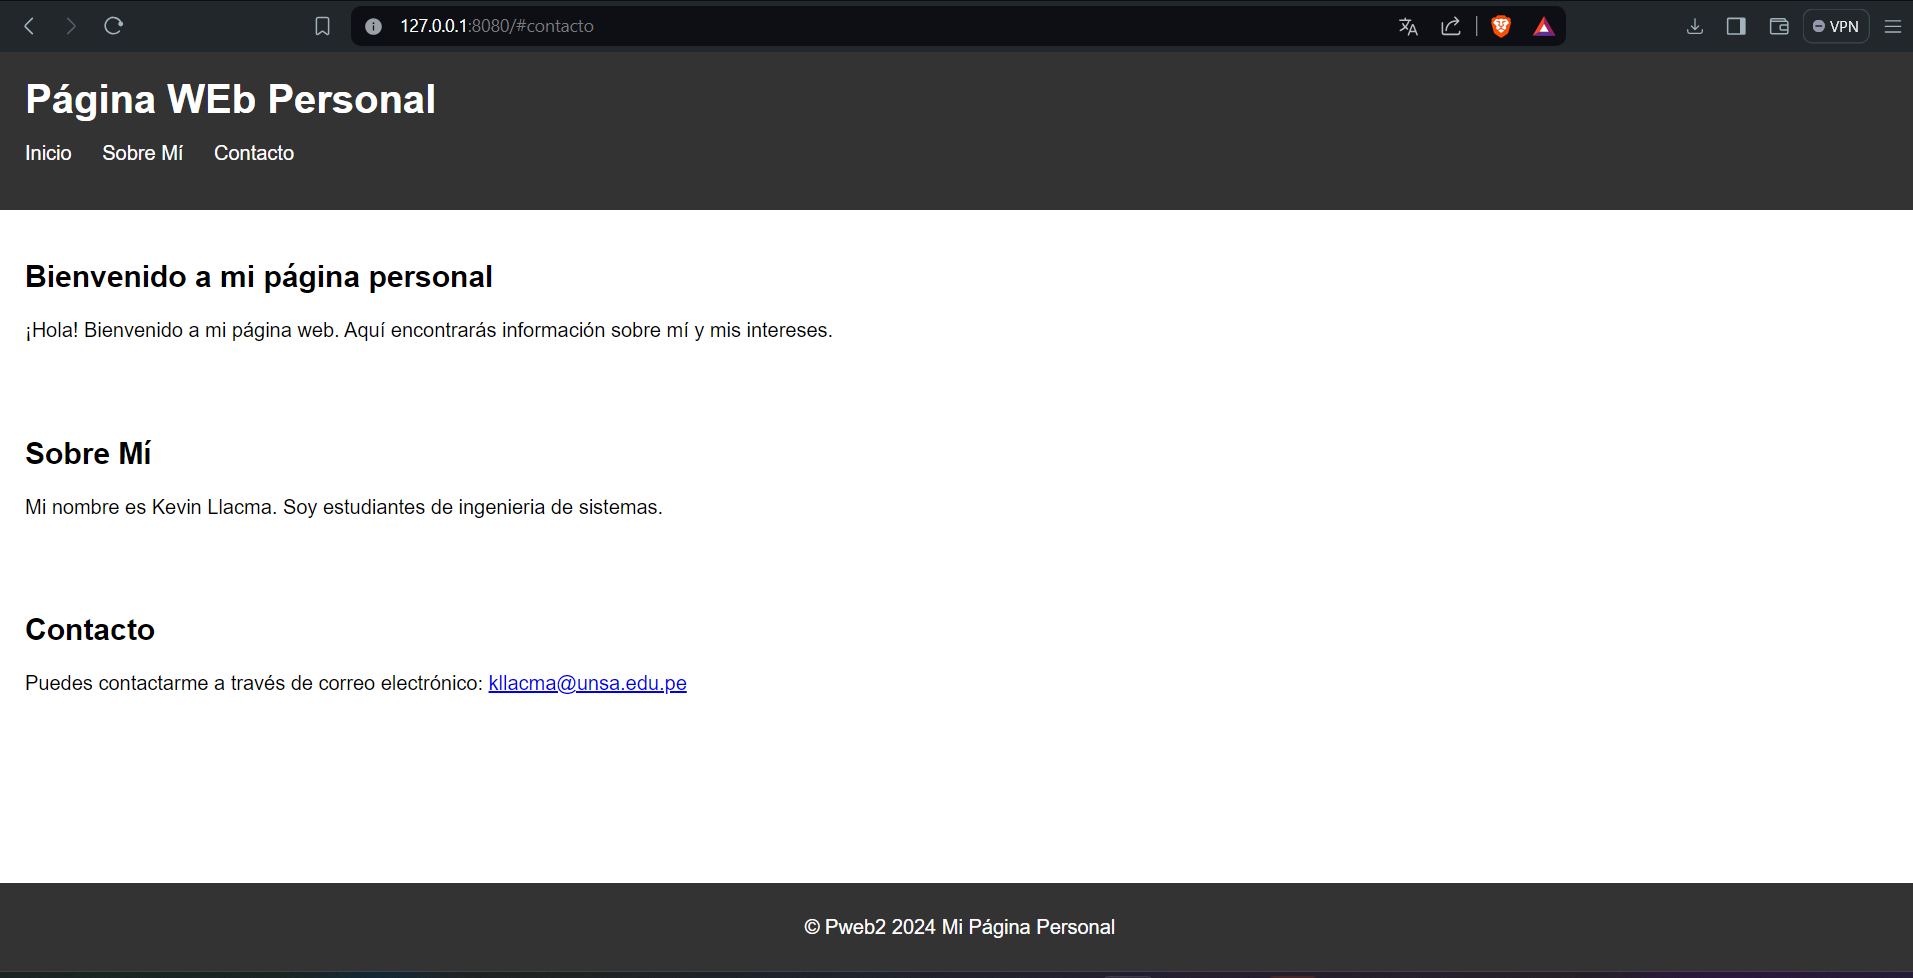 127.0.0.1:8080/#contacto
VPN
Página WEb Personal
Inicio Sobre Mí Contacto
Bienvenido a mi página personal
¡Hola! Bienvenido a mi página web. Aquí encontrarás información sobre mí y mis intereses.
Sobre Mí
Mi nombre es Kevin Llacma. Soy estudiantes de ingenieria de sistemas.
Contacto
Puedes contactarme a través de correo electrónico: kllacma@unsa.edu.pe
© Pweb2 2024 Mi Página Personal